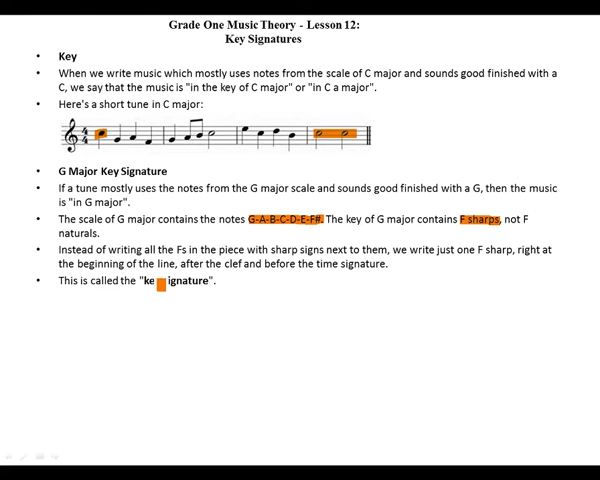 Grade One Music Theory - Lesson 12:
Key Signatures
• Key
• When we write music which mostly uses notes from the scale of C major and sounds good finished with a
C, we say that the music is "in the key of C major" or "in C a major".
• Here's a short tune in C major:
4
4
• G Major Key Signature
• If a tune mostly uses the notes from the G major scale and sounds good finished with a G, then the music
is "in G major".
• The scale of G major contains the notes G-A-B-C-D-E-F#. The key of G major contains F sharps, not F
naturals.
• Instead of writing all the Fs in the piece with sharp signs next to them, we write just one F sharp, right at
the beginning of the line, after the clef and before the time signature.
• This is called the "ke ignature".